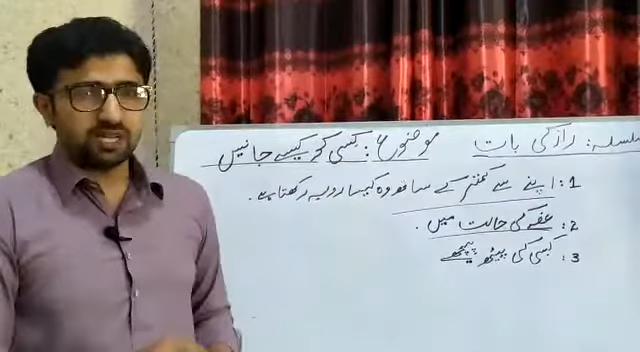 سلسلہ: راز کی بات موضوع: کسی کو کیسے جانیں
1: اپنے سے کمتر کے ساتھ وہ کیسا رویہ رکھتا ہے۔
2: غصہ کی حالت میں۔
3: کسی کی پیٹھ پیچھے